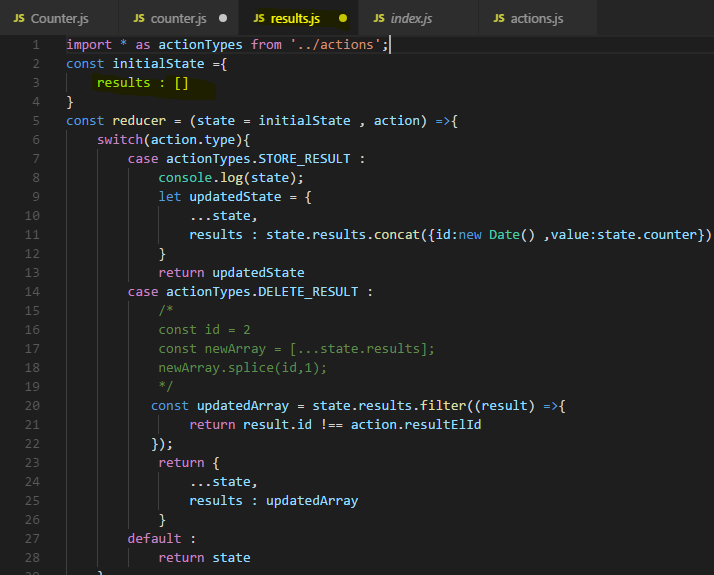 JS Counter.js JS counter.js JS results.js JS index.js JS actions.js
1 import * as actionTypes from '../actions';
2 const initialState ={
3 results : []
4 }
5 const reducer = (state = initialState , action) =>{
6 switch(action.type){
7 case actionTypes.STORE_RESULT :
8 console.log(state);
9 let updatedState = {
10 ...state,
11 results : state.results.concat({id:new Date() ,value:state.counter})
12 }
13 return updatedState
14 case actionTypes.DELETE_RESULT :
15 /*
16 const id = 2
17 const newArray = [...state.results];
18 newArray.splice(id,1);
19 */
20 const updatedArray = state.results.filter((result) =>{
21 return result.id !== action.resultElId
22 });
23 return {
24 ...state,
25 results : updatedArray
26 }
27 default :
28 return state
29 }